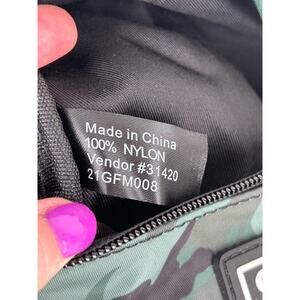 Made in China
100% NYLON
Vendor #31420
21GFM008